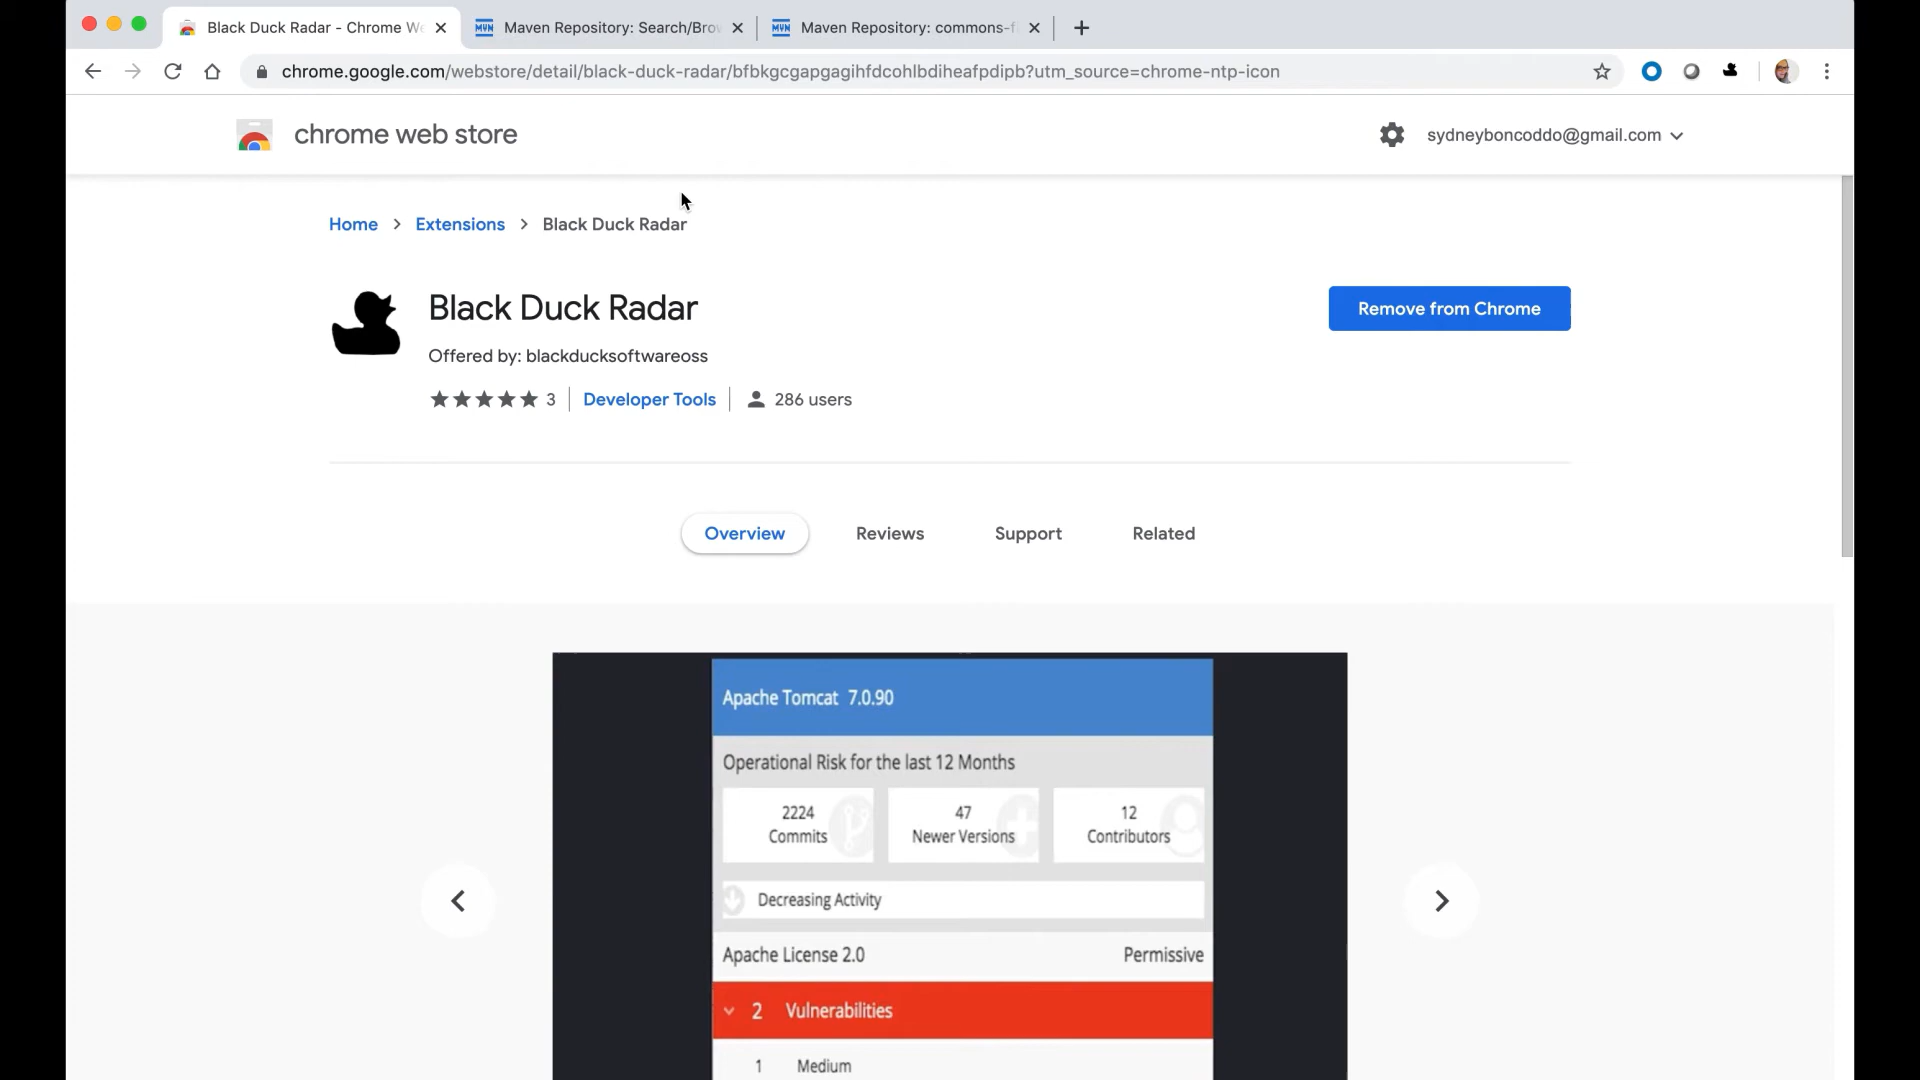 Black Duck Radar - Chrome We
Maven Repository: Search/Brow
Maven Repository: commons-fi
chrome.google.com/webstore/detail/black-duck-radar/bfbkgcgapgagihfdcohlbdiheafpdipb?utm_source=chrome-ntp-icon
chrome web store
sydneyboncoddo@gmail.com
Home > Extensions > Black Duck Radar
Black Duck Radar
Remove from Chrome
Offered by: blackducksoftwareoss
★★★★★ 3 | Developer Tools | 286 users
Overview
Reviews
Support
Related
Apache Tomcat 7.0.90
Operational Risk for the last 12 Months
2224 Commits
47 Newer Versions
12 Contributors
Decreasing Activity
Apache License 2.0 Permissive
2 Vulnerabilities
1 Medium